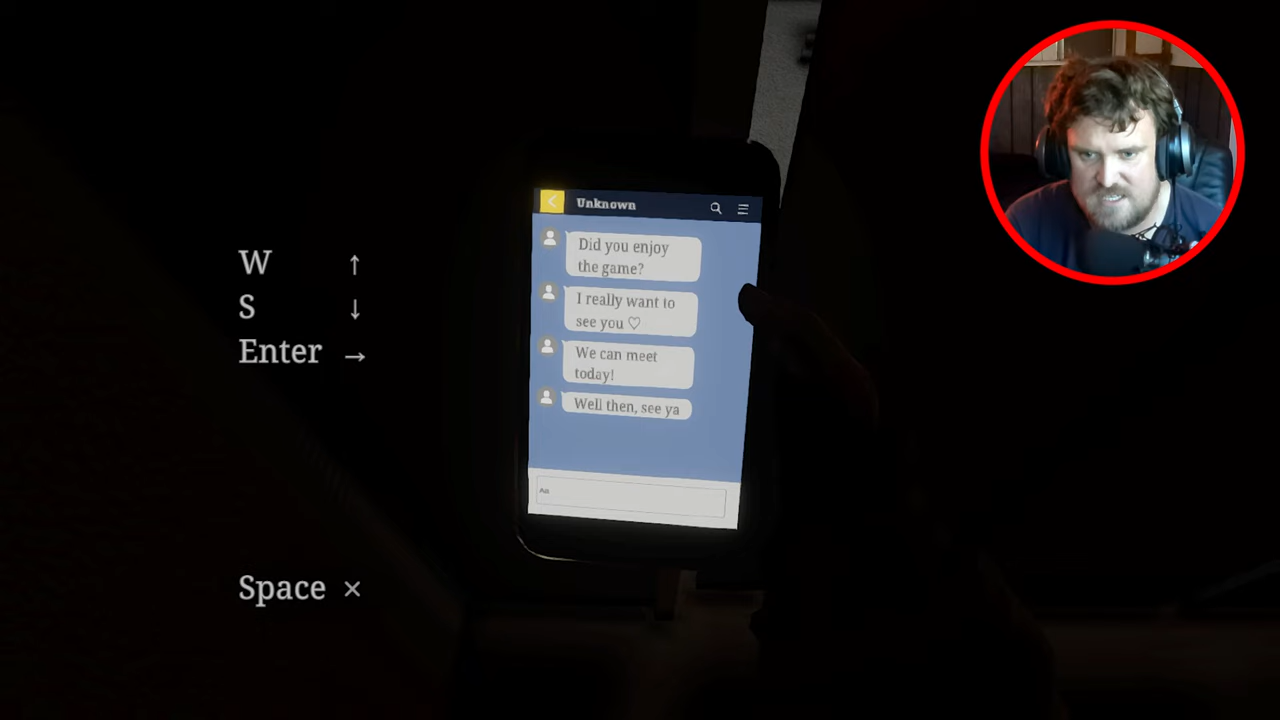 Unknown
Did you enjoy
the game?
I really want to
see you ♡
We can meet
today!
Well then, see ya
Aa
W ↑
S ↓
Enter →
Space ×